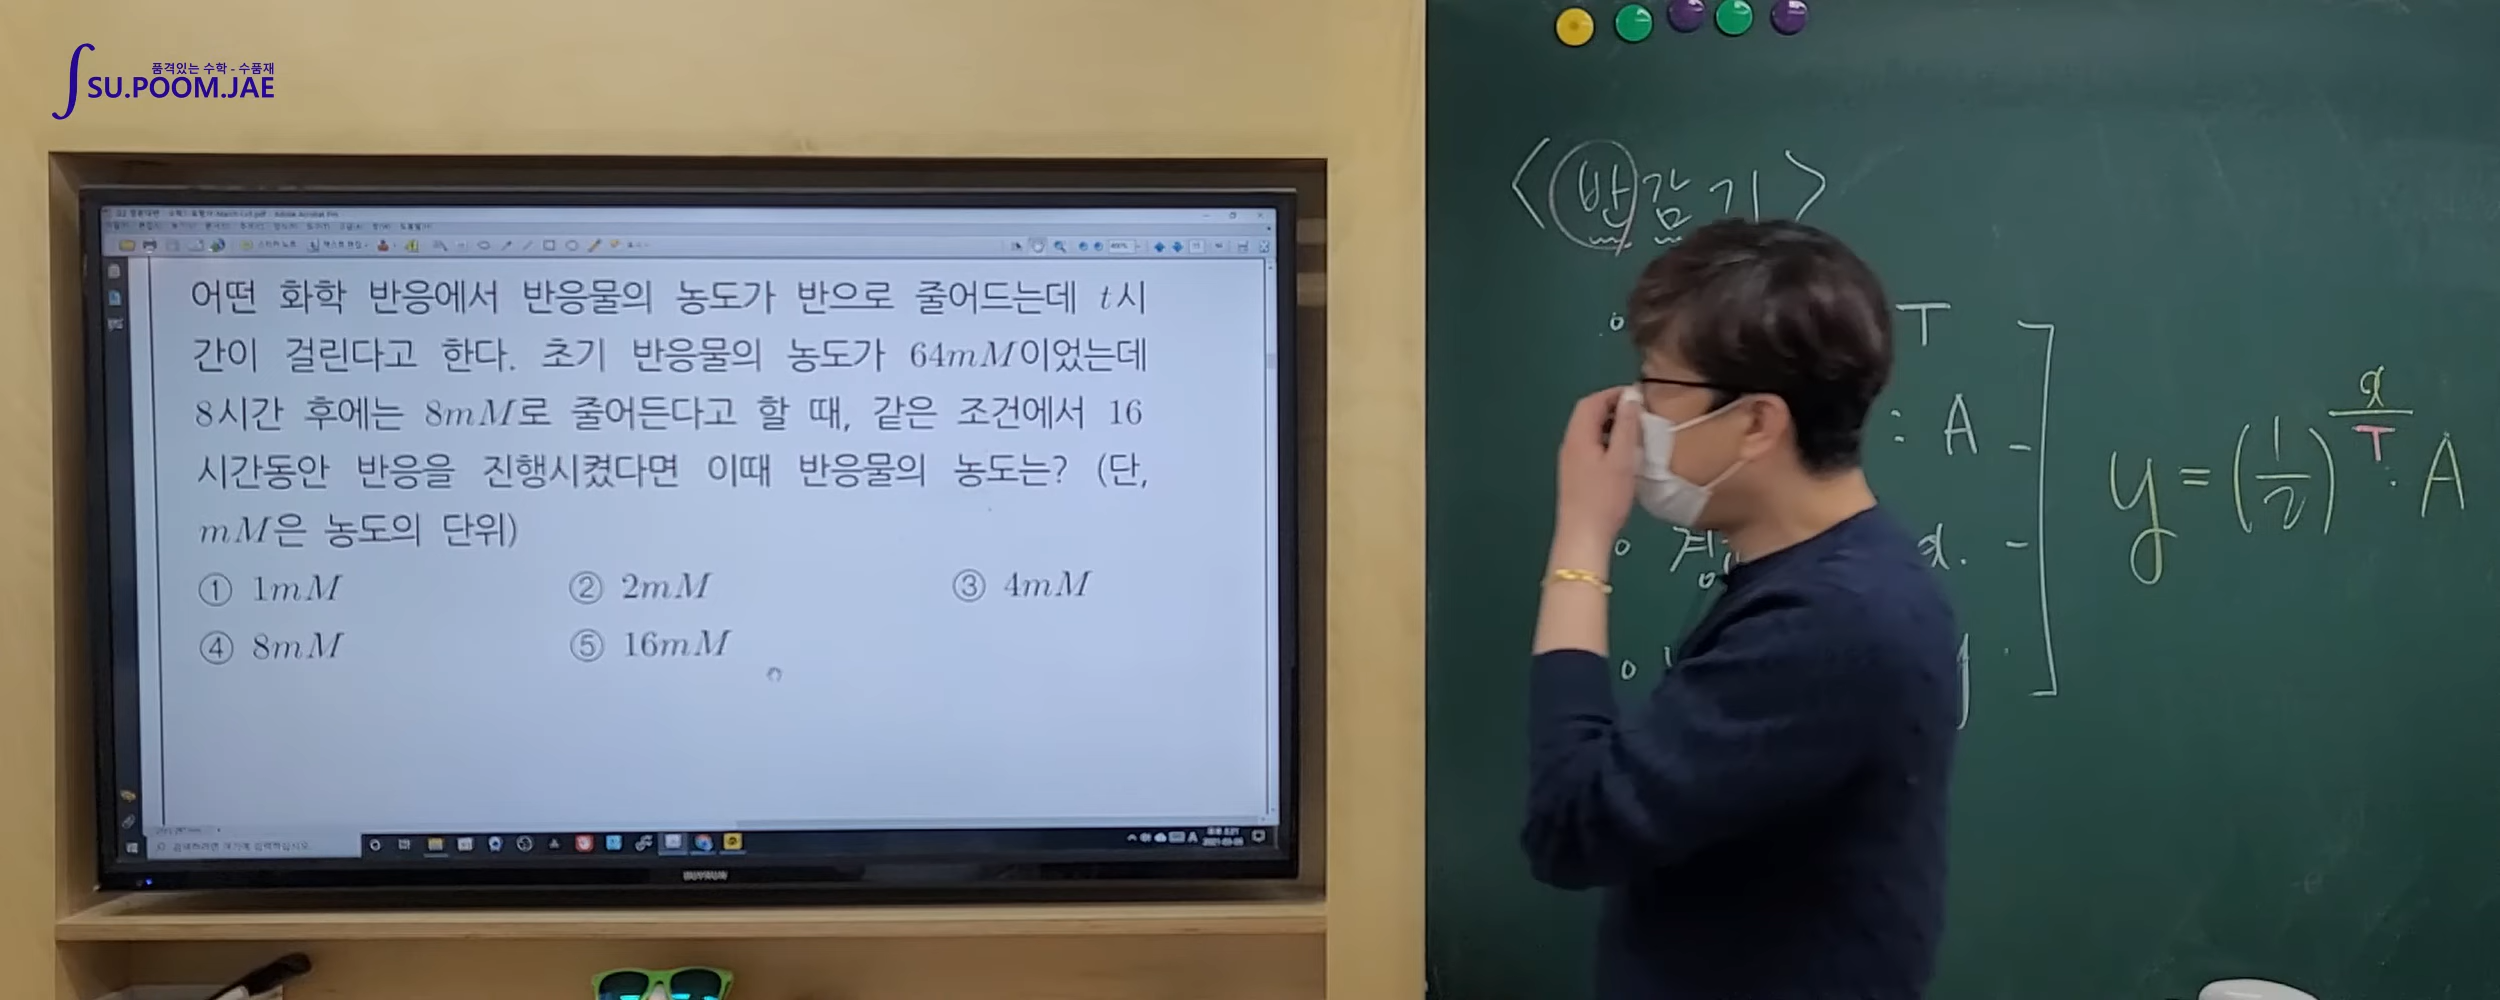 품격있는 수학 - 수품재
SU.POOM.JAE
어떤 화학 반응에서 반응물의 농도가 반으로 줄어드는데 t시
간이 걸린다고 한다. 초기 반응물의 농도가 64mM이었는데
8시간 후에는 8mM로 줄어든다고 할 때, 같은 조건에서 16
시간동안 반응을 진행시켰다면 이때 반응물의 농도는? (단,
mM은 농도의 단위)
① 1mM ② 2mM ③ 4mM
④ 8mM ⑤ 16mM
<반감기>
T
: A
x.
y
y = (1/2)^(x/T) · A